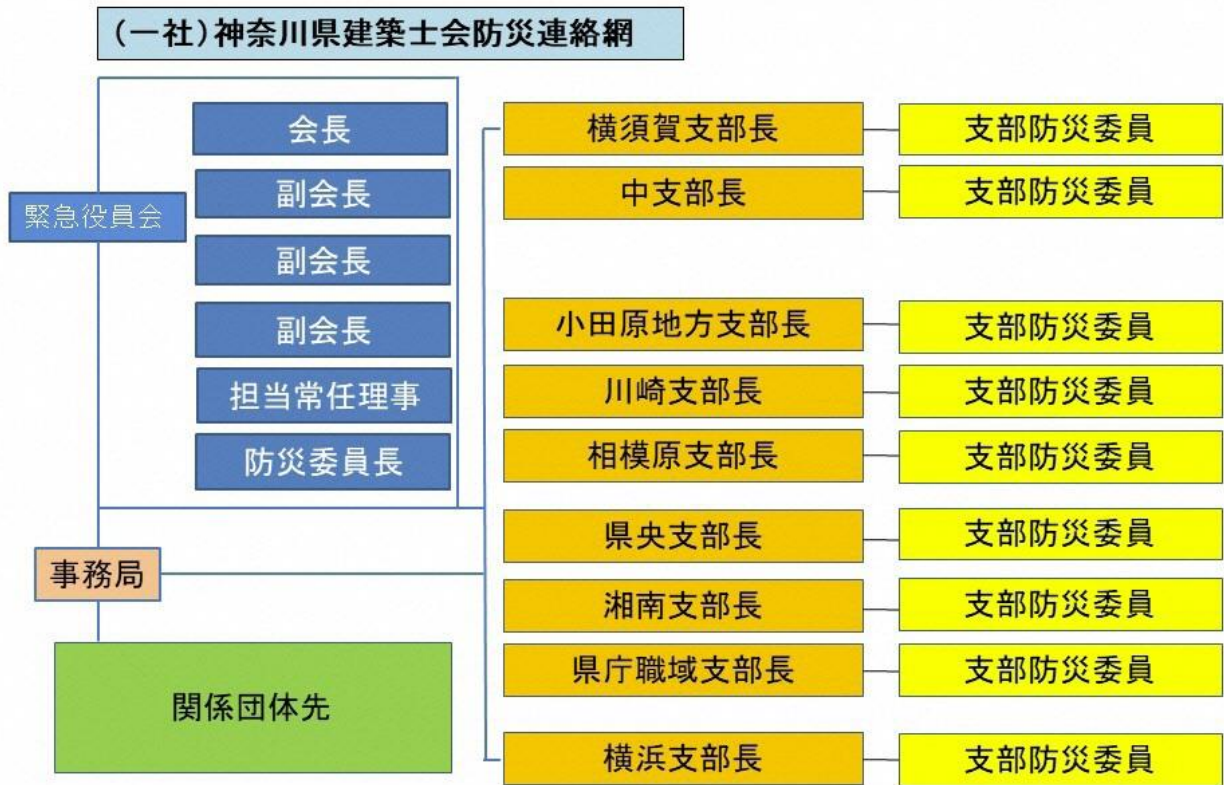 (一社)神奈川県建築士会防災連絡網
緊急役員会
会長
副会長
副会長
副会長
担当常任理事
防災委員長
事務局
関係団体先
横須賀支部長
支部防災委員
中支部長
支部防災委員
小田原地方支部長
支部防災委員
川崎支部長
支部防災委員
相模原支部長
支部防災委員
県央支部長
支部防災委員
湘南支部長
支部防災委員
県庁職域支部長
支部防災委員
横浜支部長
支部防災委員